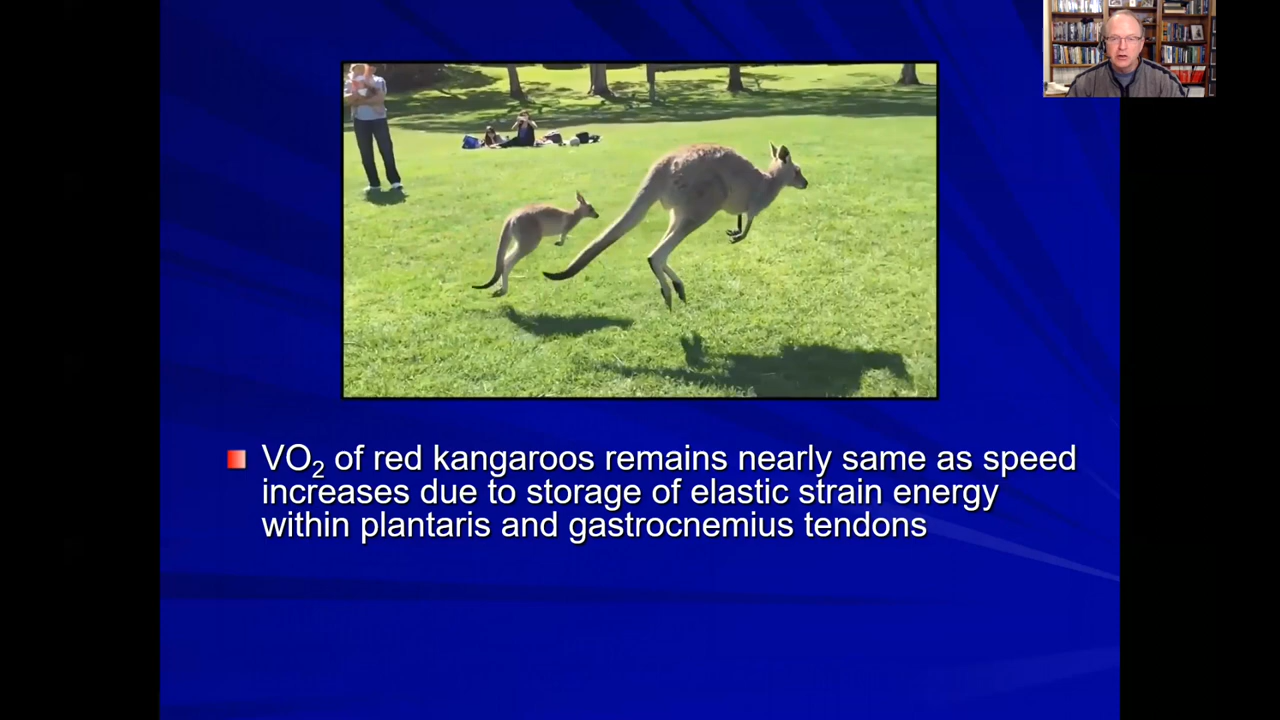 VO₂ of red kangaroos remains nearly same as speed
increases due to storage of elastic strain energy
within plantaris and gastrocnemius tendons